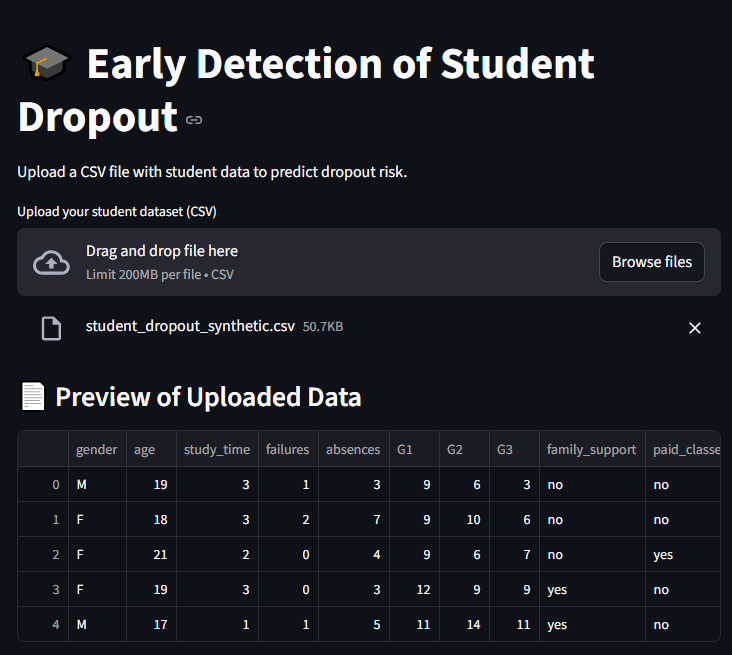 Early Detection of Student
Dropout
Upload a CSV file with student data to predict dropout risk.
Upload your student dataset (CSV)
Drag and drop file here
Limit 200MB per file • CSV
Browse files
student_dropout_synthetic.csv 50.7KB
Preview of Uploaded Data
gender age study_time failures absences G1 G2 G3 family_support paid_classe
0 M 19 3 1 3 9 6 3 no no
1 F 18 3 2 7 9 10 6 no no
2 F 21 2 0 4 9 6 7 no yes
3 F 19 3 0 3 12 9 9 yes no
4 M 17 1 1 5 11 14 11 yes no